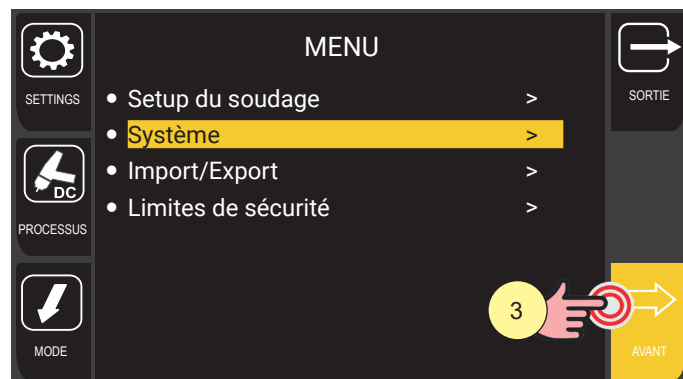 MENU
SETTINGS
SORTIE
• Setup du soudage >
• Système >
• Import/Export >
• Limites de sécurité >
DC
PROCESSUS
3
MODE
AVANT